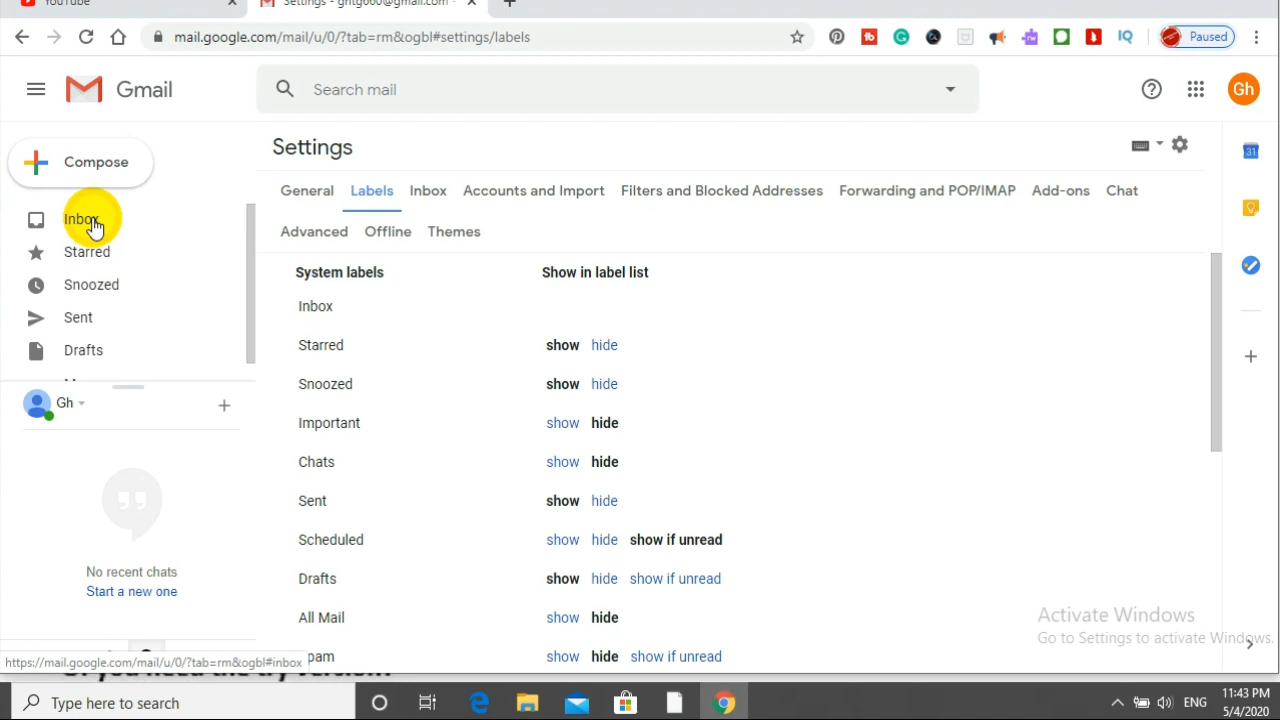 YouTube
Settings - ghtg660@gmail.com -
mail.google.com/mail/u/0/?tab=rm&ogbl#settings/labels
IQ
Paused
Gmail
Search mail
Gh
Compose
Settings
31
General Labels Inbox Accounts and Import Filters and Blocked Addresses Forwarding and POP/IMAP Add-ons Chat
Advanced Offline Themes
Inbox
Starred
Snoozed
Sent
Drafts
Gh
No recent chats
Start a new one
System labels Show in label list
Inbox
Starred show hide
Snoozed show hide
Important show hide
Chats show hide
Sent show hide
Scheduled show hide show if unread
Drafts show hide show if unread
All Mail show hide
Spam show hide show if unread
Activate Windows
Go to Settings to activate Windows.
https://mail.google.com/mail/u/0/?tab=rm&ogbl#inbox
Type here to search
ENG
11:43 PM
5/4/2020